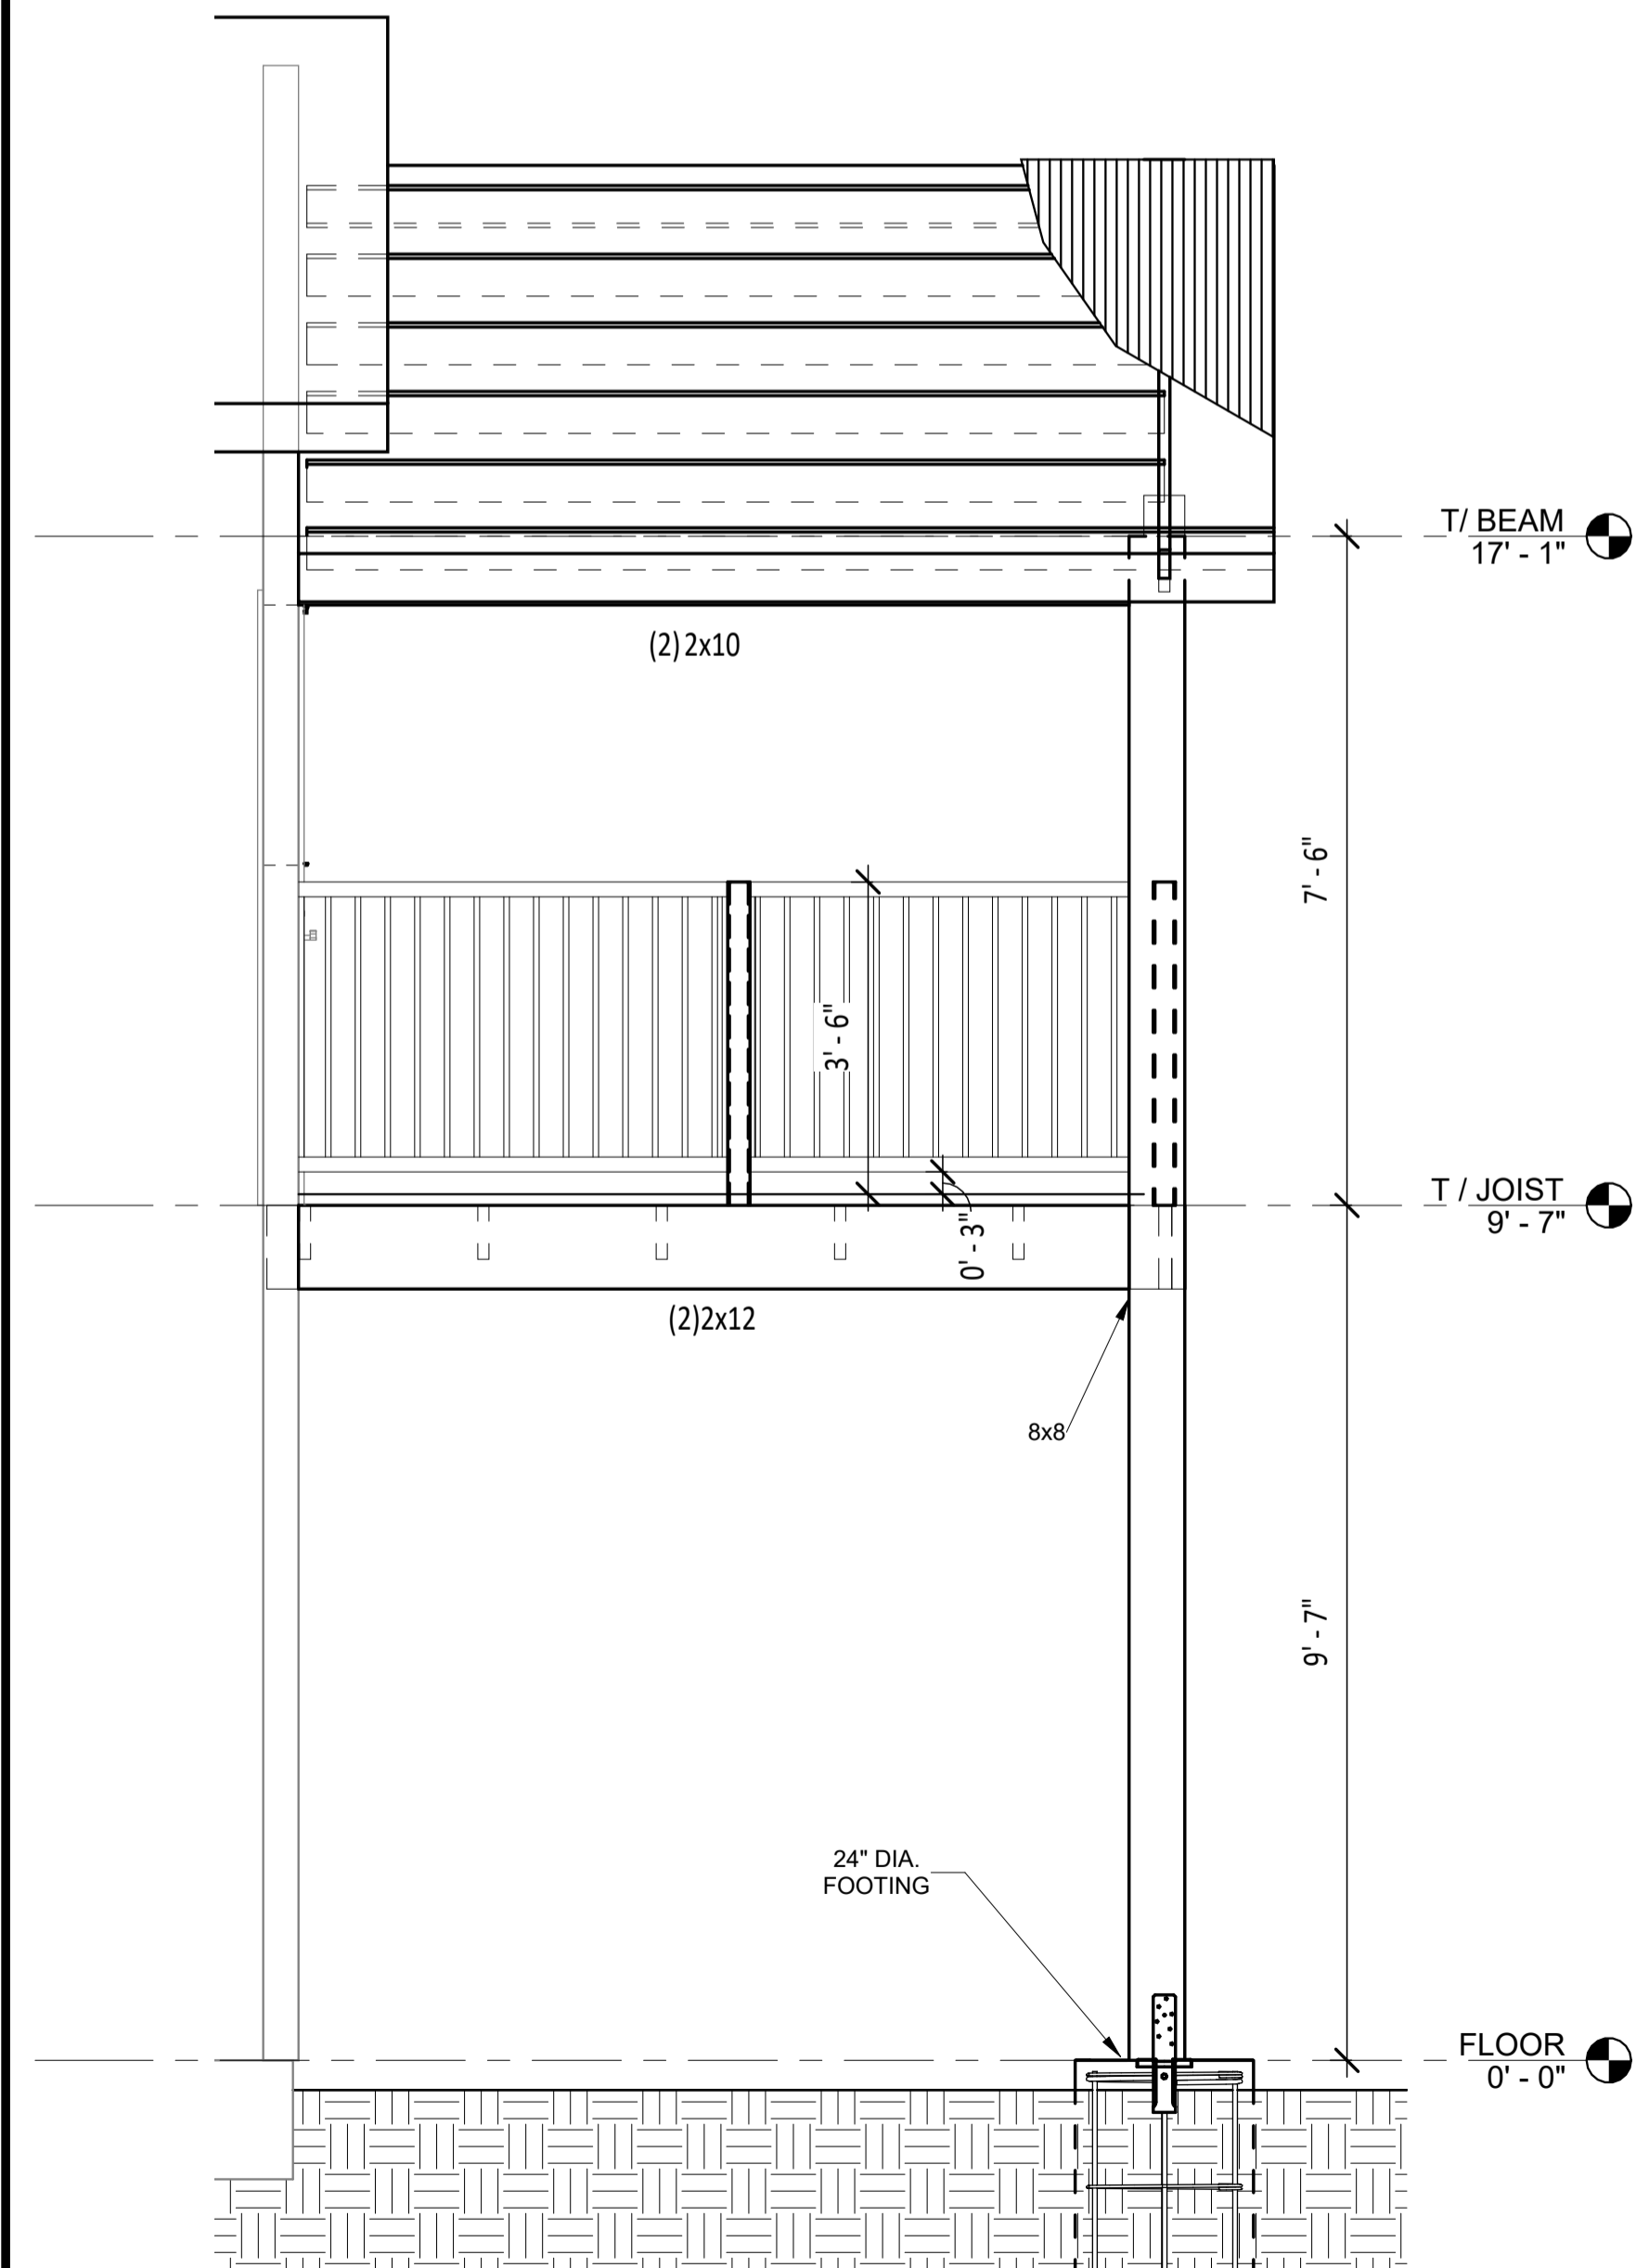 T/ BEAM
17' - 1"
(2) 2x10
7' - 6"
3' - 6"
T / JOIST
9' - 7"
0' - 3"
(2)2x12
8x8
9' - 7"
24" DIA.
FOOTING
FLOOR
0' - 0"